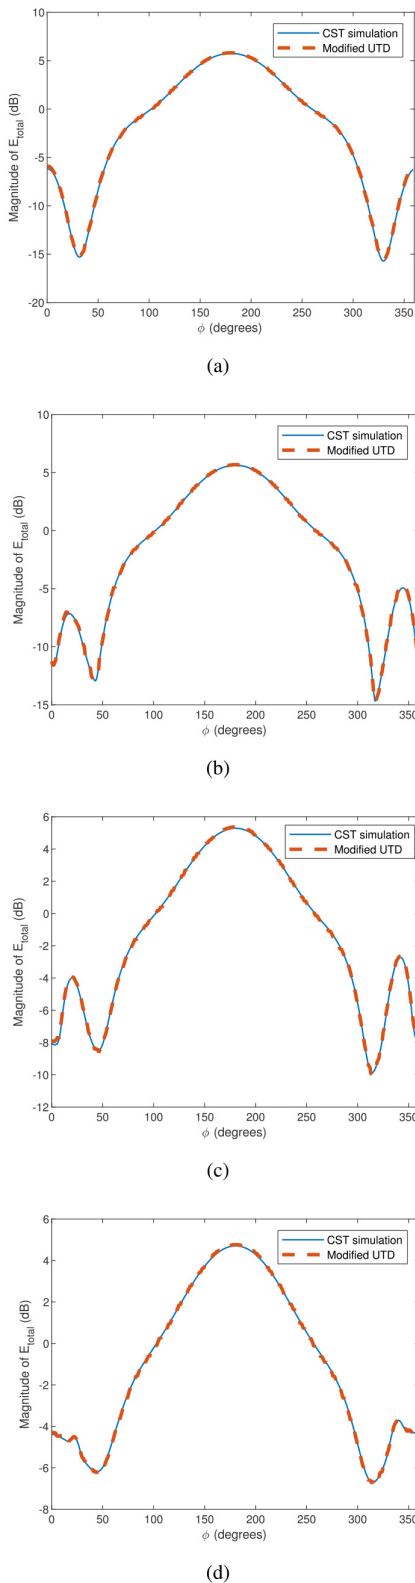 10
5
0
-5
-10
-15
-20
Magnitude of E_total (dB)
CST simulation
Modified UTD
0 50 100 150 200 250 300 350
ϕ (degrees)
(a)
10
5
0
-5
-10
-15
Magnitude of E_total (dB)
CST simulation
Modified UTD
0 50 100 150 200 250 300 350
ϕ (degrees)
(b)
6
4
2
0
-2
-4
-6
-8
-10
-12
Magnitude of E_total (dB)
CST simulation
Modified UTD
0 50 100 150 200 250 300 350
ϕ (degrees)
(c)
6
4
2
0
-2
-4
-6
-8
Magnitude of E_total (dB)
CST simulation
Modified UTD
0 50 100 150 200 250 300 350
ϕ (degrees)
(d)